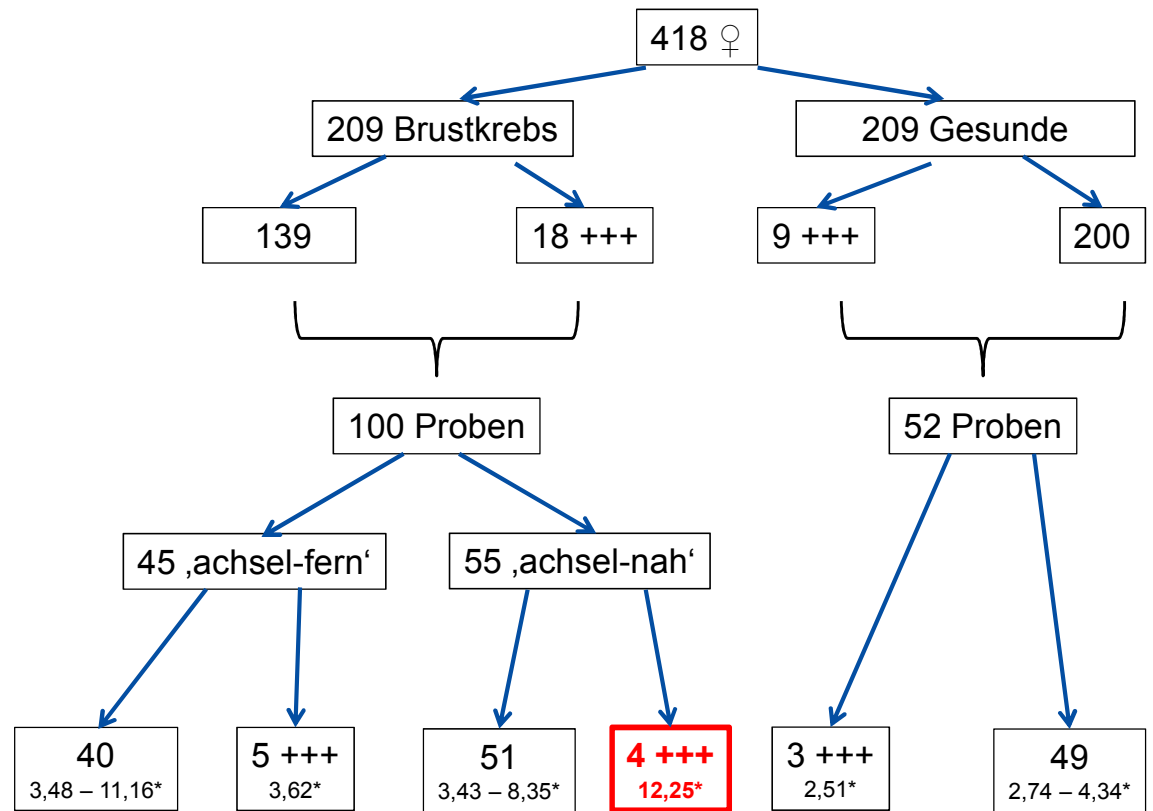 418 ♀
209 Brustkrebs
209 Gesunde
139
18 +++
9 +++
200
100 Proben
52 Proben
45 ‚achsel-fern‘
55 ‚achsel-nah‘
40
3,48 – 11,16*
5 +++
3,62*
51
3,43 – 8,35*
4 +++
12,25*
3 +++
2,51*
49
2,74 – 4,34*